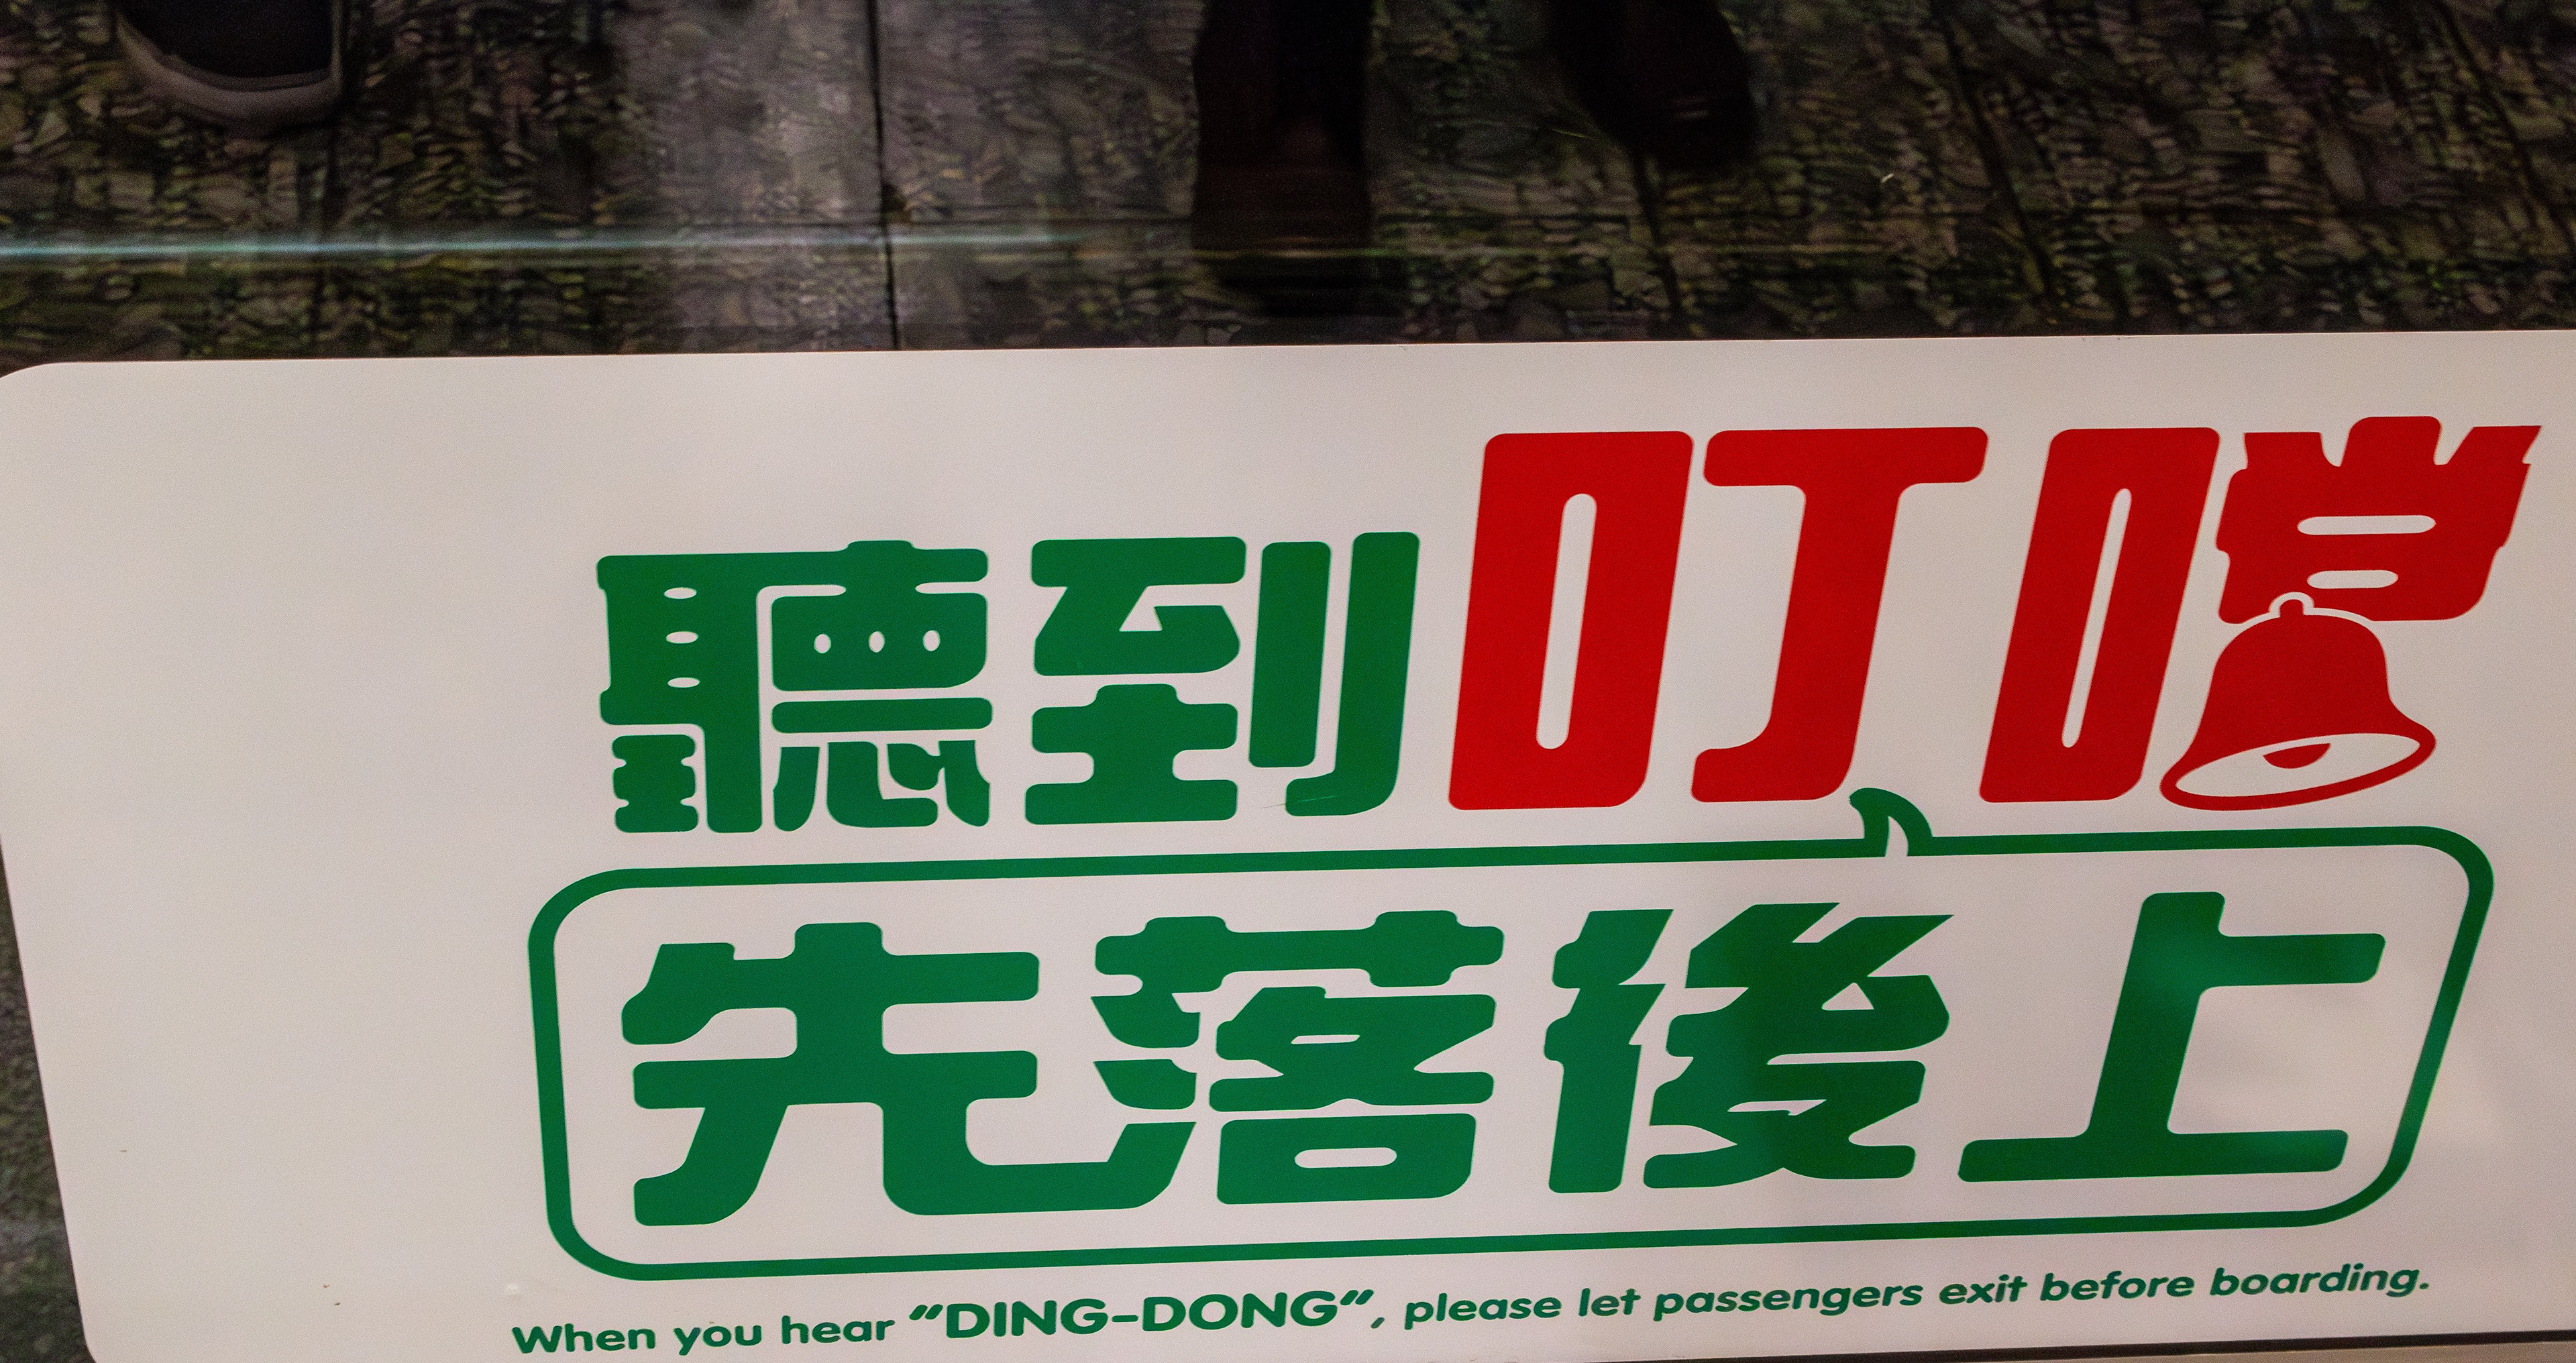 聽到叮噹
先落後上
When you hear “DING-DONG”, please let passengers exit before boarding.